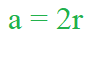 a = 2r